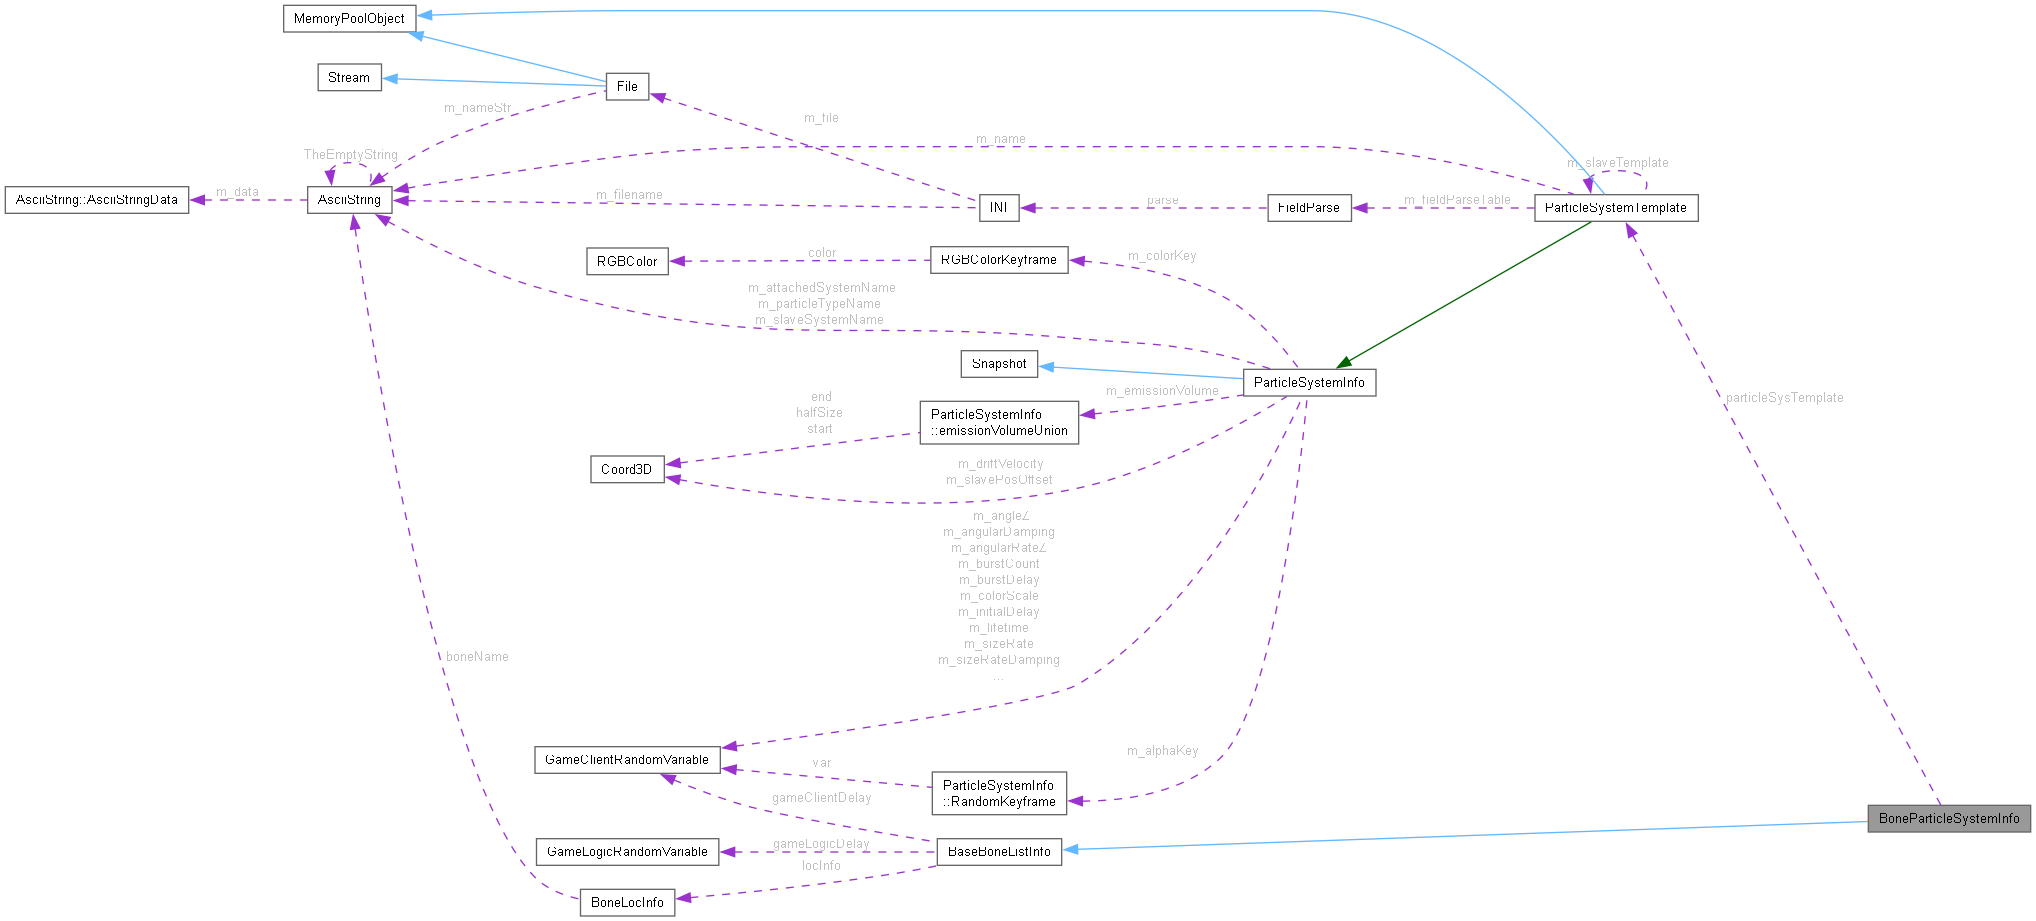 MemoryPoolObject
Stream
File
m_nameStr
m_file
m_name
TheEmptyString
m_slaveTemplate
AsciiString::AsciiStringData
m_data
AsciiString
m_filename
INI
parse
FieldParse
m_fieldParseTable
ParticleSystemTemplate
RGBColor
color
RGBColorKeyframe
m_colorKey
m_attachedSystemName
m_particleTypeName
m_slaveSystemName
Snapshot
ParticleSystemInfo
m_emissionVolume
particleSysTemplate
end
halfSize
start
ParticleSystemInfo
::emissionVolumeUnion
Coord3D
m_driftVelocity
m_slavePosOffset
m_angleZ
m_angularDamping
m_angularRateZ
m_burstCount
m_burstDelay
m_colorScale
m_initialDelay
m_lifetime
m_sizeRate
m_sizeRateDamping
...
boneName
GameClientRandomVariable
var
m_alphaKey
ParticleSystemInfo
::RandomKeyframe
gameClientDelay
BoneParticleSystemInfo
GameLogicRandomVariable
gameLogicDelay
BaseBoneListInfo
locInfo
BoneLocInfo